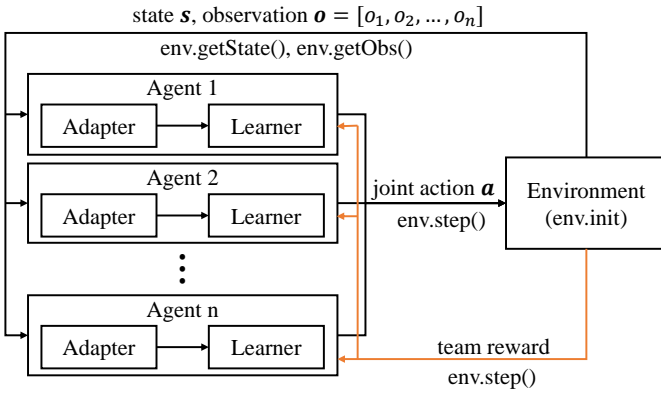 state s, observation o = [o₁, o₂, …, oₙ]
env.getState(), env.getObs()
Agent 1
Adapter
Learner
Agent 2
Adapter
Learner
⋮
Agent n
Adapter
Learner
joint action a
env.step()
Environment
(env.init)
team reward
env.step()